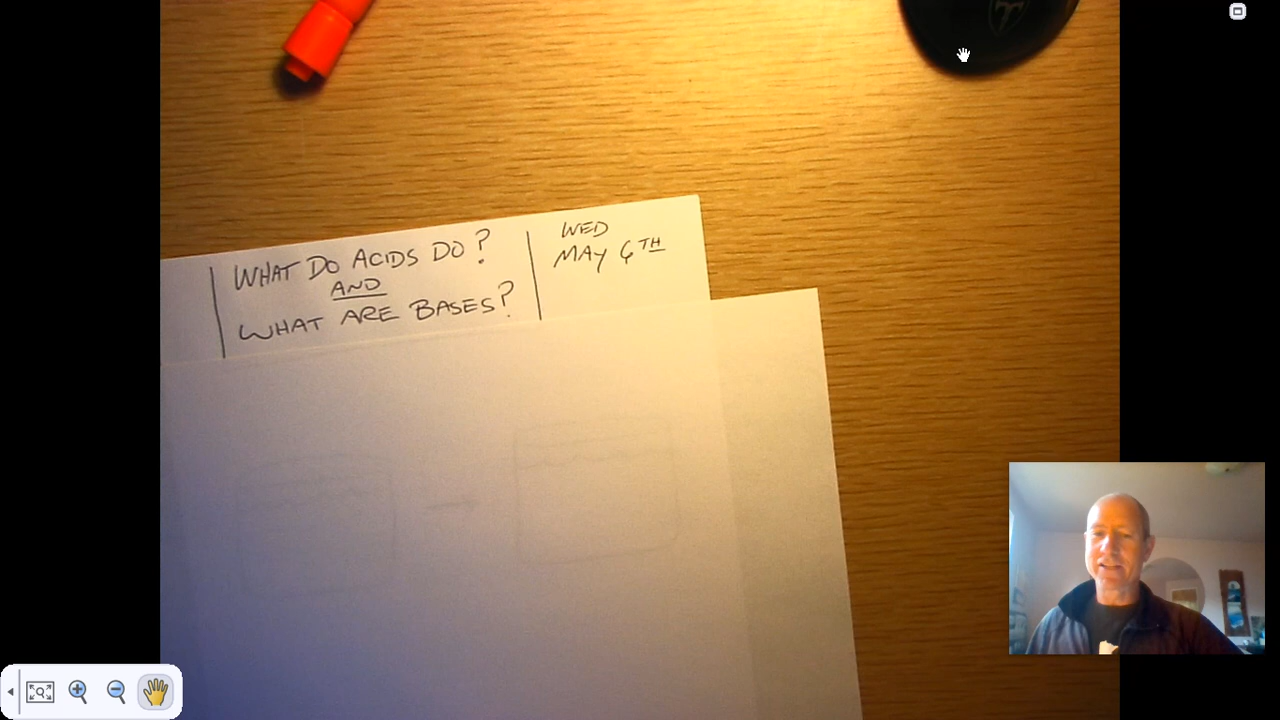 WHAT DO ACIDS DO?
AND
WHAT ARE BASES?
WED
MAY 6TH